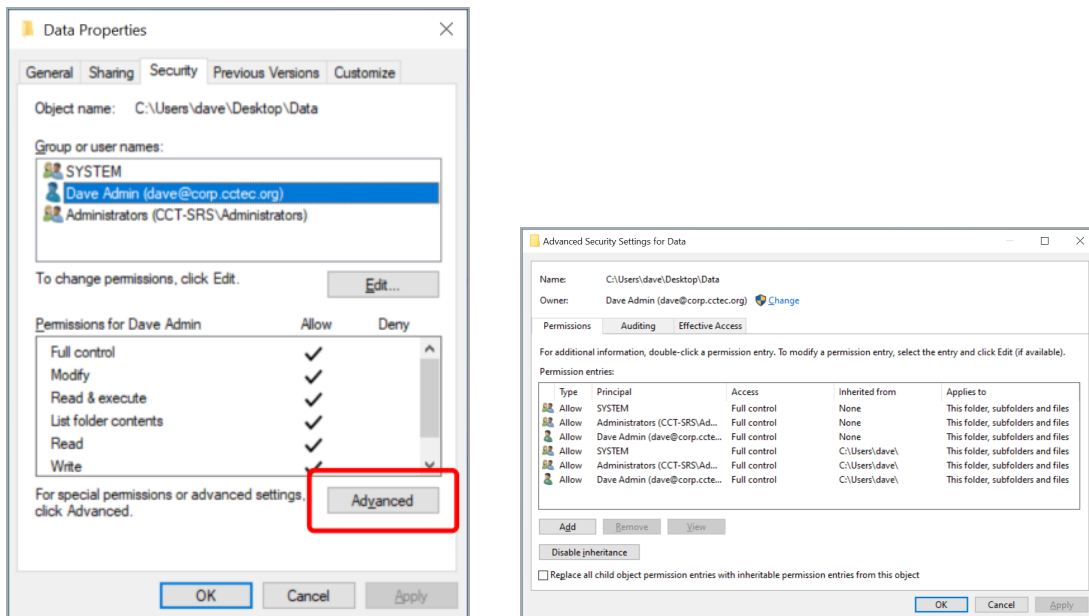 Data Properties
General Sharing Security Previous Versions Customize
Object name: C:\Users\dave\Desktop\Data
Group or user names:
SYSTEM
Dave Admin (dave@corp.cctec.org)
Administrators (CCT-SRS\Administrators)
To change permissions, click Edit.
Edit...
Permissions for Dave Admin Allow Deny
Full control
Modify
Read & execute
List folder contents
Read
Write
For special permissions or advanced settings,
click Advanced.
Advanced
OK Cancel Apply
Advanced Security Settings for Data
Name: C:\Users\dave\Desktop\Data
Owner: Dave Admin (dave@corp.cctec.org) Change
Permissions Auditing Effective Access
For additional information, double-click a permission entry. To modify a permission entry, select the entry and click Edit (if available).
Permission entries:
Type Principal Access Inherited from Applies to
Allow SYSTEM Full control None This folder, subfolders and files
Allow Administrators (CCT-SRS\Ad... Full control None This folder, subfolders and files
Allow Dave Admin (dave@corp.ccte... Full control None This folder, subfolders and files
Allow SYSTEM Full control C:\Users\dave\ This folder, subfolders and files
Allow Administrators (CCT-SRS\Ad... Full control C:\Users\dave\ This folder, subfolders and files
Allow Dave Admin (dave@corp.ccte... Full control C:\Users\dave\ This folder, subfolders and files
Add Remove View
Disable inheritance
Replace all child object permission entries with inheritable permission entries from this object
OK Cancel Apply